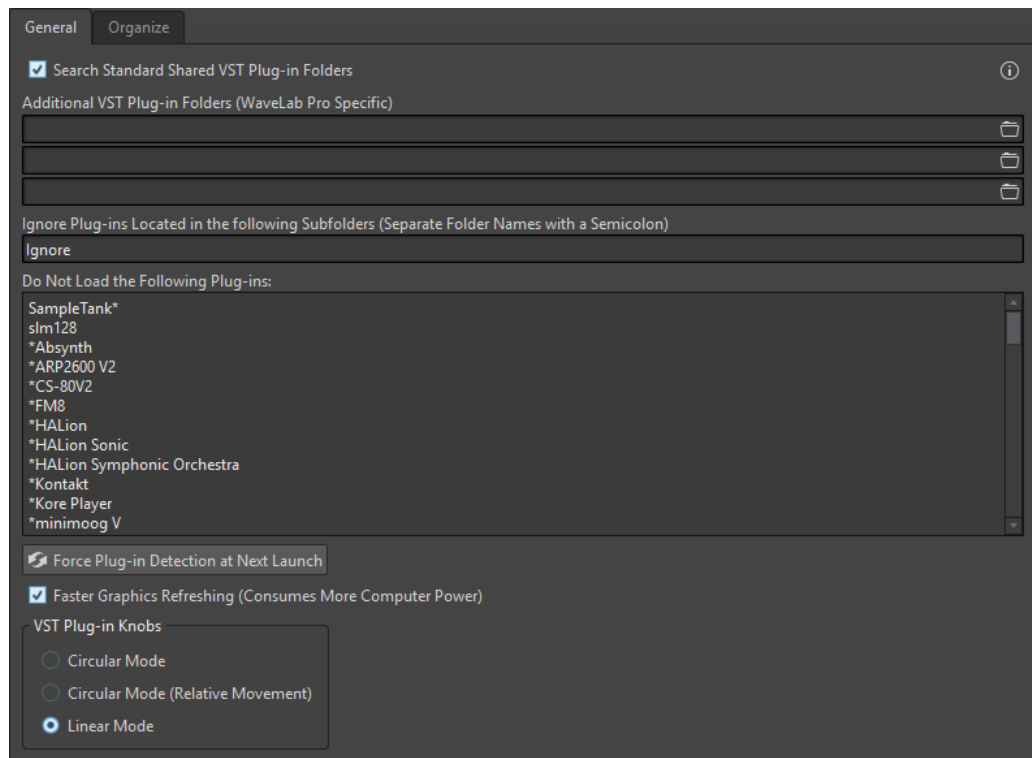 General
Organize
Search Standard Shared VST Plug-in Folders
Additional VST Plug-in Folders (WaveLab Pro Specific)
Ignore Plug-ins Located in the following Subfolders (Separate Folder Names with a Semicolon)
Ignore
Do Not Load the Following Plug-ins:
SampleTank*
slm128
*Absynth
*ARP2600 V2
*CS-80V2
*FM8
*HALion
*HALion Sonic
*HALion Symphonic Orchestra
*Kontakt
*Kore Player
*minimoog V
Force Plug-in Detection at Next Launch
Faster Graphics Refreshing (Consumes More Computer Power)
VST Plug-in Knobs
Circular Mode
Circular Mode (Relative Movement)
Linear Mode